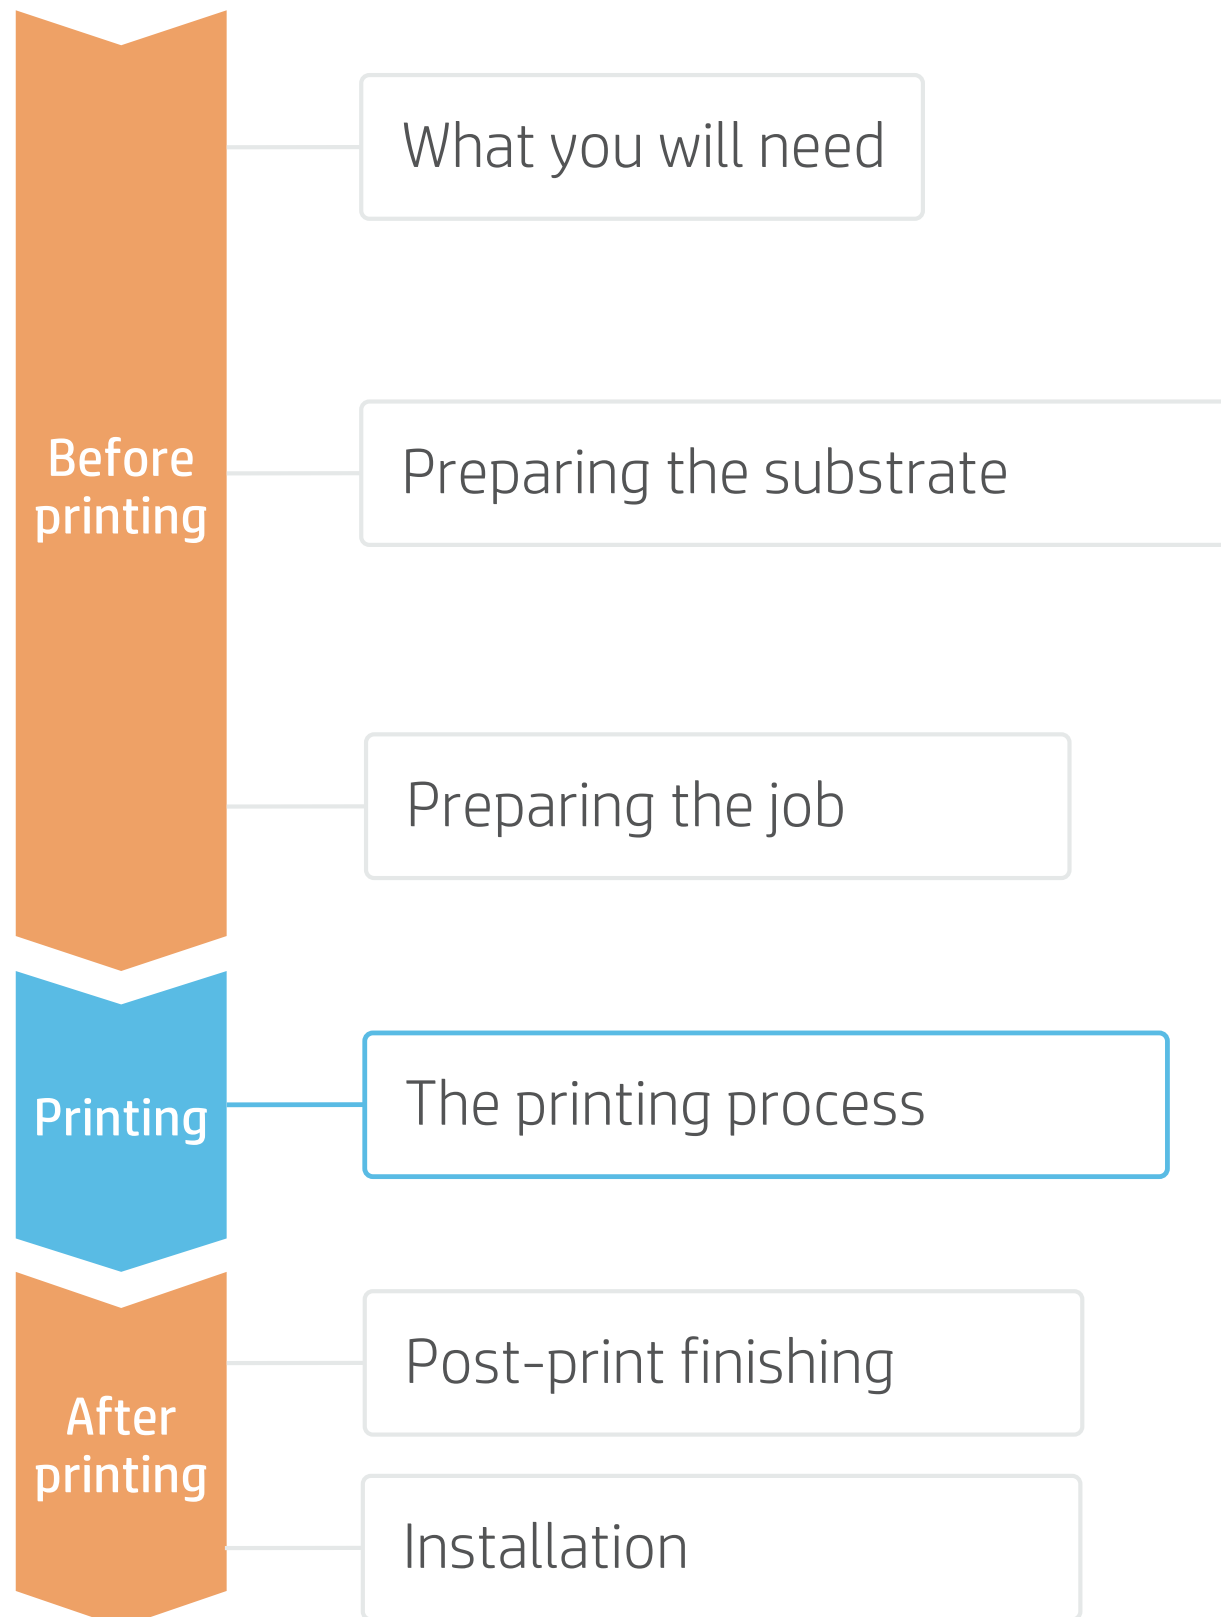 What you will need
Before
printing
Preparing the substrate
Preparing the job
Printing
The printing process
After
printing
Post-print finishing
Installation